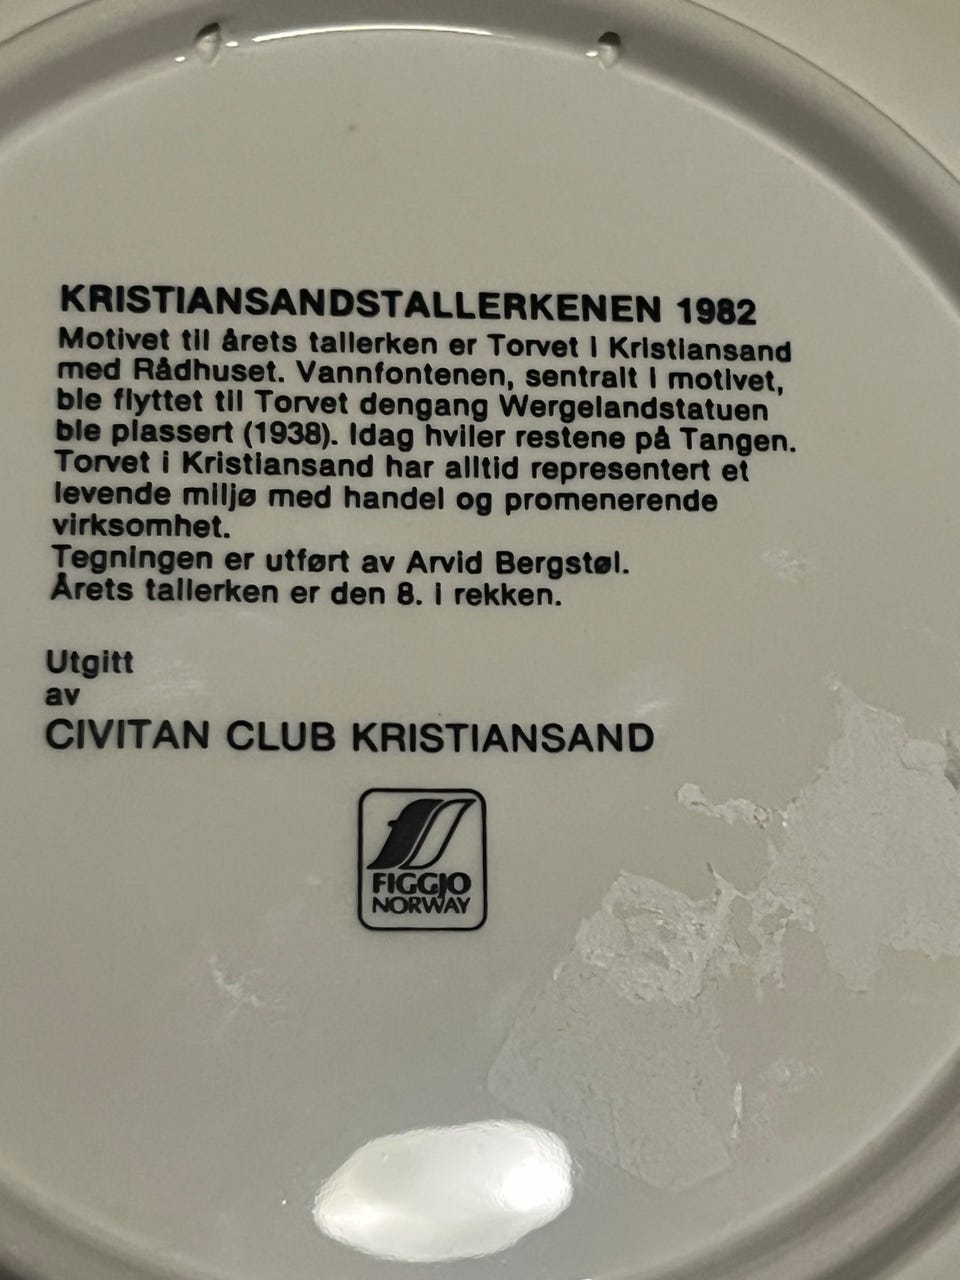 KRISTIANSANDSTALLERKENEN 1982
Motivet til årets tallerken er Torvet i Kristiansand
med Rådhuset. Vannfontenen, sentralt i motivet,
ble flyttet til Torvet dengang Wergelandstatuen
ble plassert (1938). Idag hviler restene på Tangen.
Torvet i Kristiansand har alltid representert et
levende miljø med handel og promenerende
virksomhet.
Tegningen er utført av Arvid Bergstøl.
Årets tallerken er den 8. i rekken.
Utgitt
av
CIVITAN CLUB KRISTIANSAND
FIGGJO
NORWAY